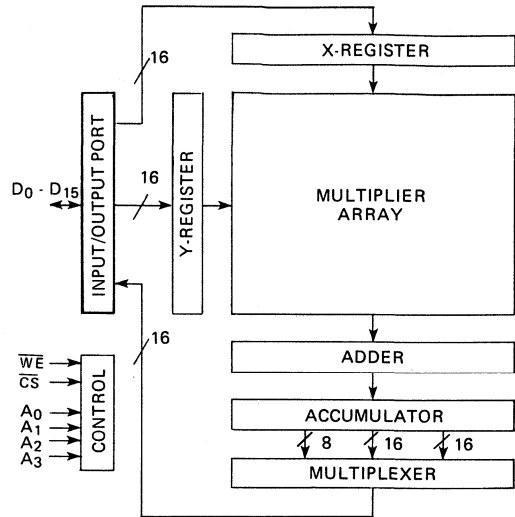 16
X-REGISTER
INPUT/OUTPUT PORT
D0 - D15
16
Y-REGISTER
MULTIPLIER
ARRAY
16
ADDER
WE
CS
A0
A1
A2
A3
CONTROL
ACCUMULATOR
8
16
16
MULTIPLEXER